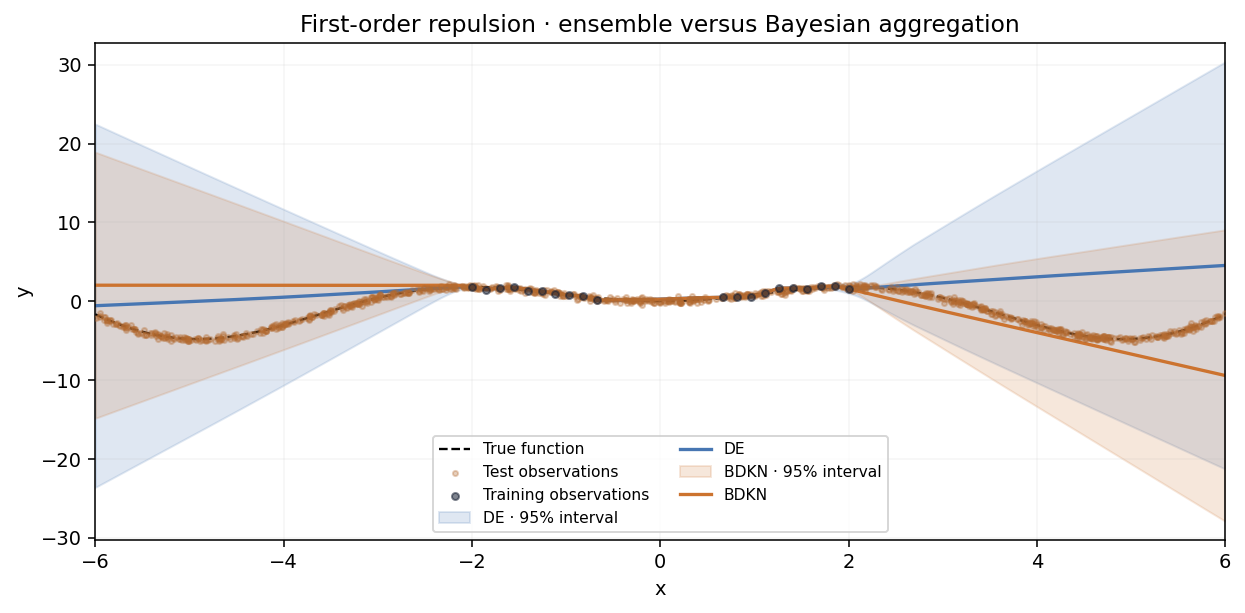 First-order repulsion · ensemble versus Bayesian aggregation
30
20
10
0
−10
−20
−30
y
−6
−4
−2
0
2
4
6
x
True function
Test observations
Training observations
DE · 95% interval
DE
BDKN · 95% interval
BDKN